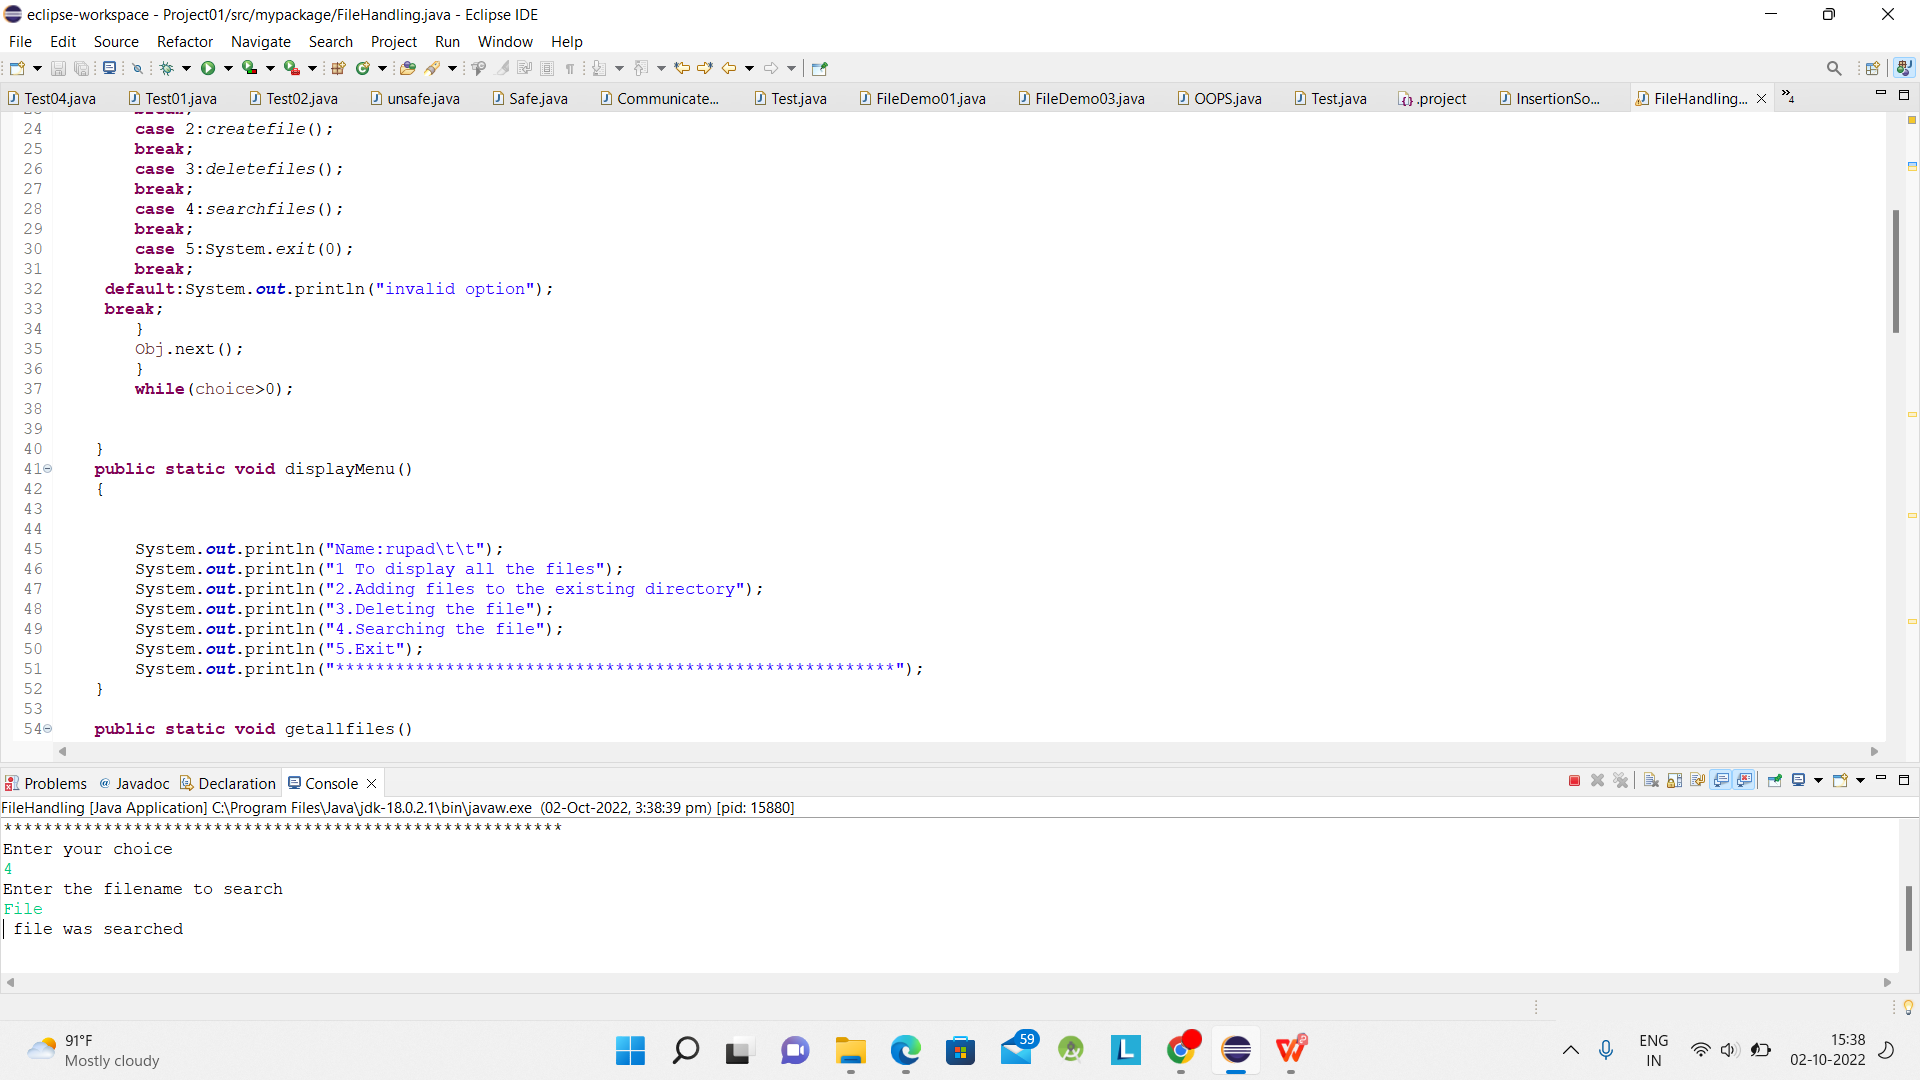 eclipse-workspace - Project01/src/mypackage/FileHandling.java - Eclipse IDE
File Edit Source Refactor Navigate Search Project Run Window Help
Test04.java Test01.java Test02.java unsafe.java Safe.java Communicate... Test.java FileDemo01.java FileDemo03.java OOPS.java Test.java .project InsertionSo... FileHandling... 4
24 case 2:createfile();
25 break;
26 case 3:deletefiles();
27 break;
28 case 4:searchfiles();
29 break;
30 case 5:System.exit(0);
31 break;
32 default:System.out.println("invalid option");
33 break;
34 }
35 Obj.next();
36 }
37 while(choice>0);
38
39
40 }
41 public static void displayMenu()
42 {
43
44
45 System.out.println("Name:rupad\t\t");
46 System.out.println("1 To display all the files");
47 System.out.println("2.Adding files to the existing directory");
48 System.out.println("3.Deleting the file");
49 System.out.println("4.Searching the file");
50 System.out.println("5.Exit");
51 System.out.println("********************************************************");
52 }
53
54 public static void getallfiles()
Problems Javadoc Declaration Console
FileHandling [Java Application] C:\Program Files\Java\jdk-18.0.2.1\bin\javaw.exe (02-Oct-2022, 3:38:39 pm) [pid: 15880]
********************************************************
Enter your choice
4
Enter the filename to search
File
file was searched
91°F
Mostly cloudy
59
ENG
IN
15:38
02-10-2022